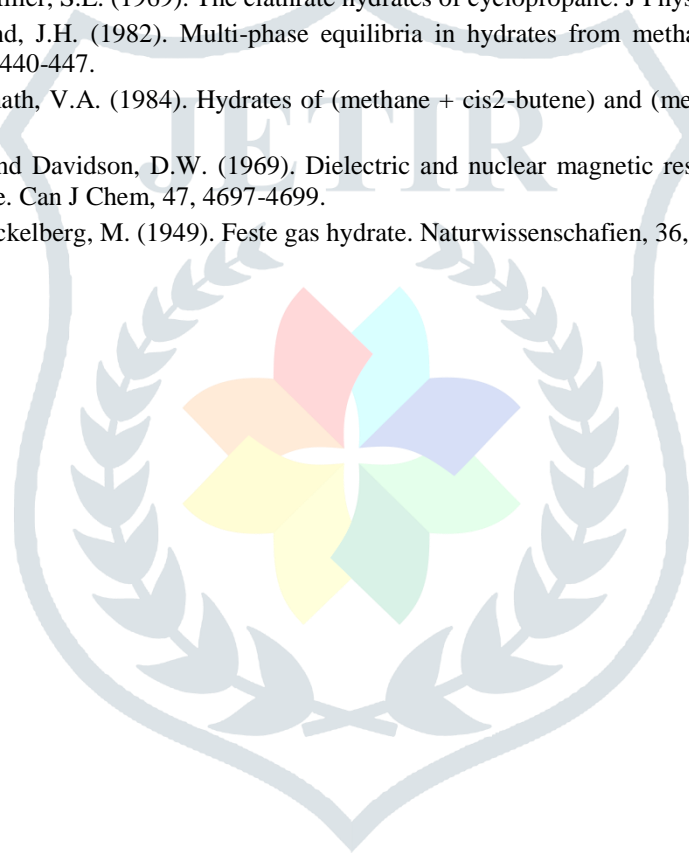 S.L. (1969). The clathrate hydrates of cyclopropane. J Phys
nd, J.H. (1982). Multi-phase equilibria in hydrates from metha
440-447.
ath, V.A. (1984). Hydrates of (methane + cis2-butene) and (me
nd Davidson, D.W. (1969). Dielectric and nuclear magnetic res
e. Can J Chem, 47, 4697-4699.
ckelberg, M. (1949). Feste gas hydrate. Naturwissenschafien, 36,
JETIR